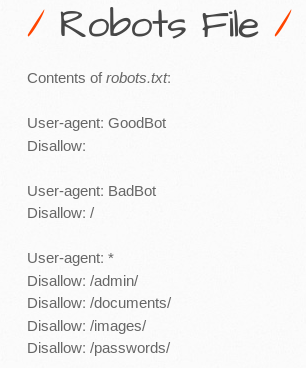 / Robots File /
Contents of robots.txt:
User-agent: GoodBot
Disallow:
User-agent: BadBot
Disallow: /
User-agent: *
Disallow: /admin/
Disallow: /documents/
Disallow: /images/
Disallow: /passwords/